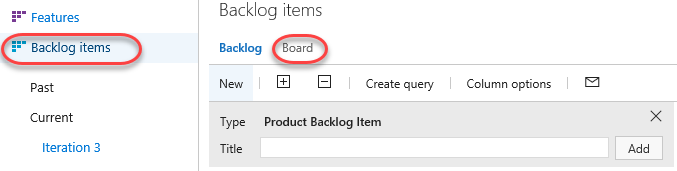 Features
Backlog items
Past
Current
Iteration 3
Backlog items
Backlog Board
New Create query Column options
Type Product Backlog Item
Title Add